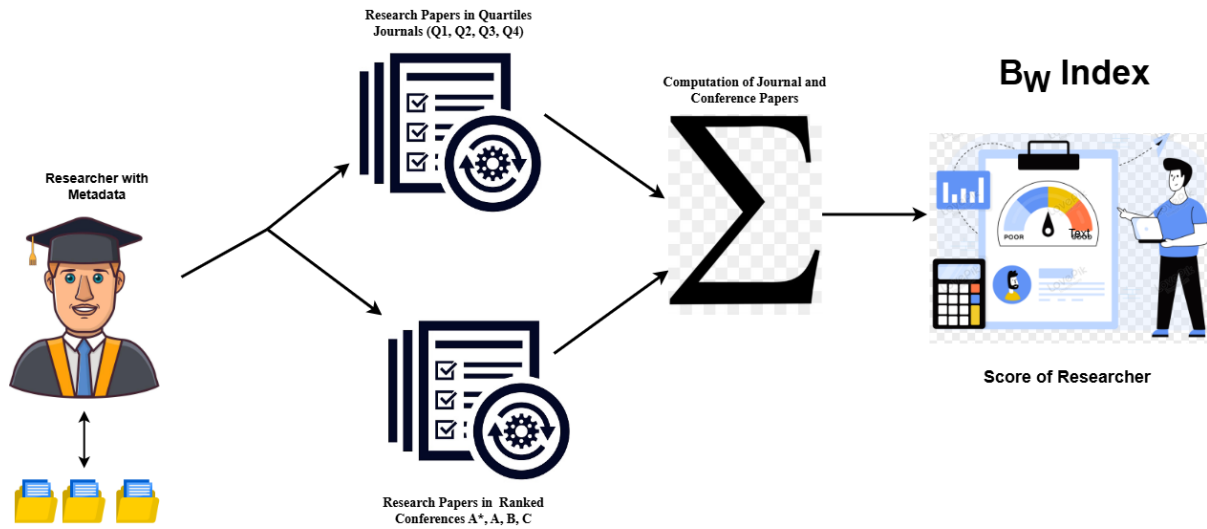 Research Papers in Quartiles
Journals (Q1, Q2, Q3, Q4)
Computation of Journal and
Conference Papers
BW Index
Researcher with
Metadata
POOR
GOOD
Text
Score of Researcher
Research Papers in Ranked
Conferences A*, A, B, C